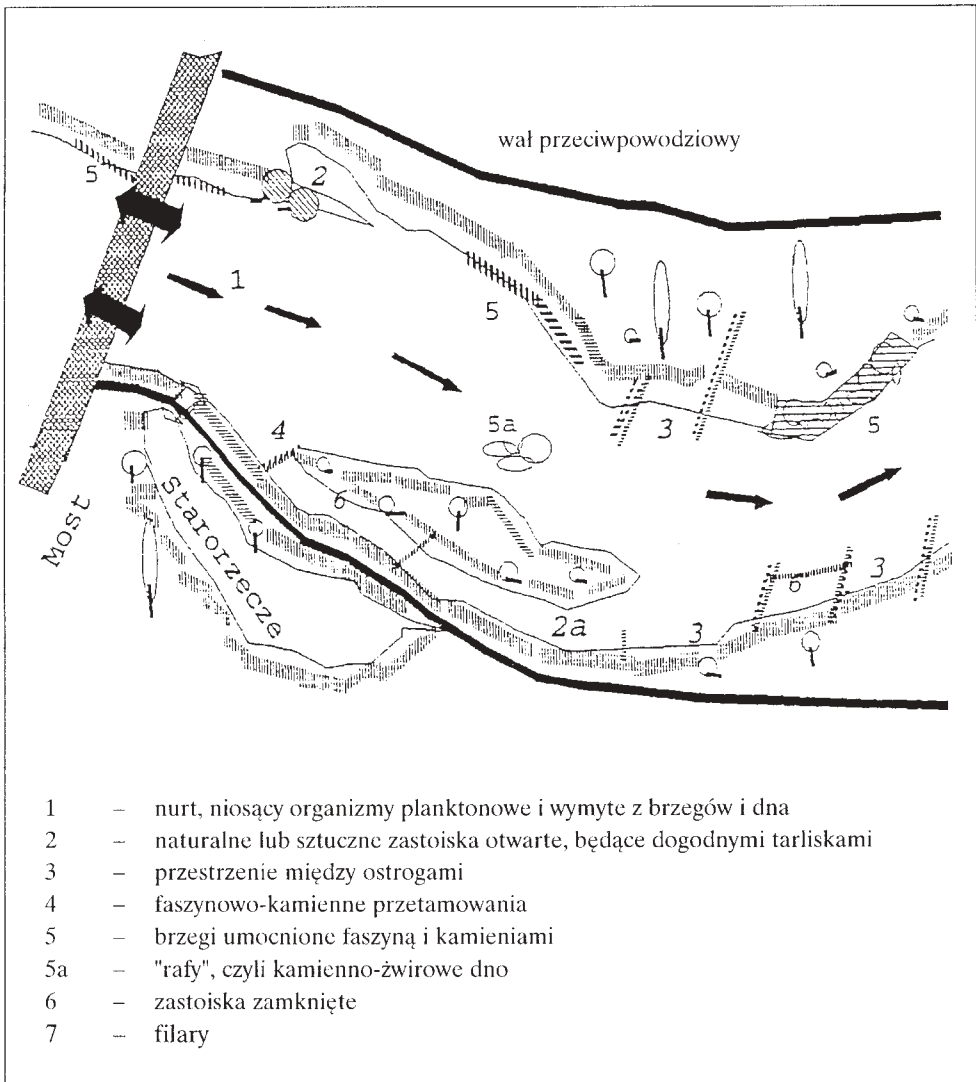 wał przeciwpowodziowy
5
2
1
5
5a
3
5
4
6
Starorzecze
Most
2a
3
6
3
1 – nurt, niosący organizmy planktonowe i wymyte z brzegów i dna
2 – naturalne lub sztuczne zastoiska otwarte, będące dogodnymi tarliskami
3 – przestrzenie między ostrogami
4 – faszynowo-kamienne przetamowania
5 – brzegi umocnione faszyną i kamieniami
5a – "rafy", czyli kamienno-żwirowe dno
6 – zastoiska zamknięte
7 – filary